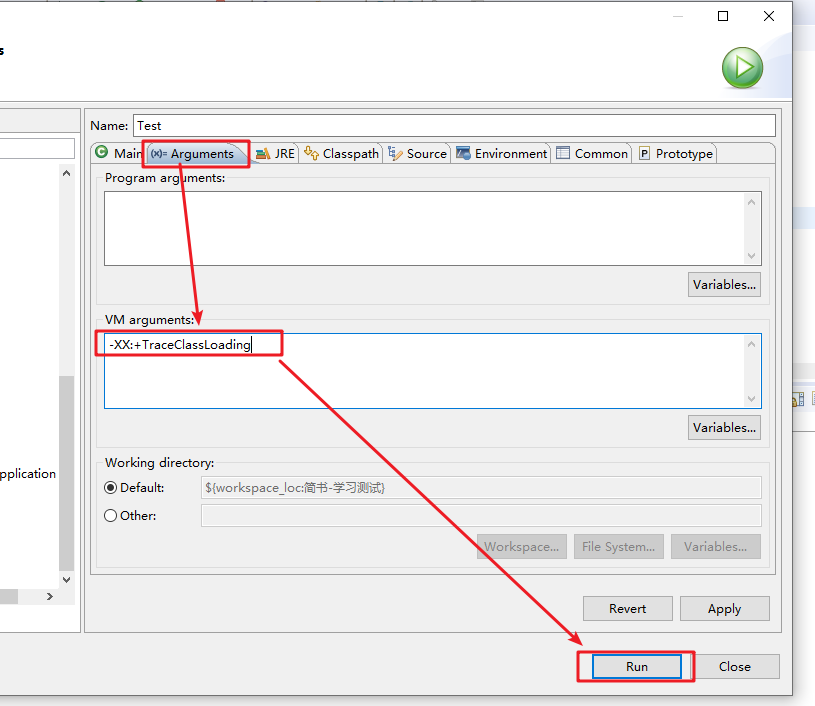 s
Name: Test
Main (x)= Arguments JRE Classpath Source Environment Common Prototype
Program arguments:
Variables...
VM arguments:
-XX:+TraceClassLoading
Variables...
Working directory:
pplication
Default: ${workspace_loc:简书-学习测试}
Other:
Workspace... File System... Variables...
Revert Apply
Run Close